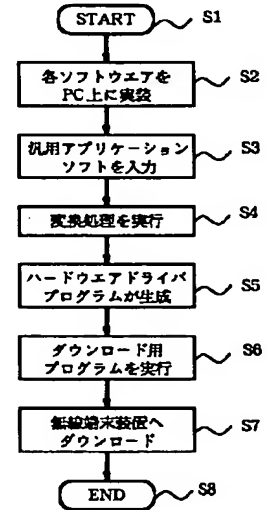 START S1
各ソフトウエアを S2
PC上に実装
汎用アプリケーション S3
ソフトを入力
変換処理を実行 S4
ハードウエアドライバ S5
プログラムが生成
ダウンロード用 S6
プログラムを実行
無線端末装置へ S7
ダウンロード
END S8